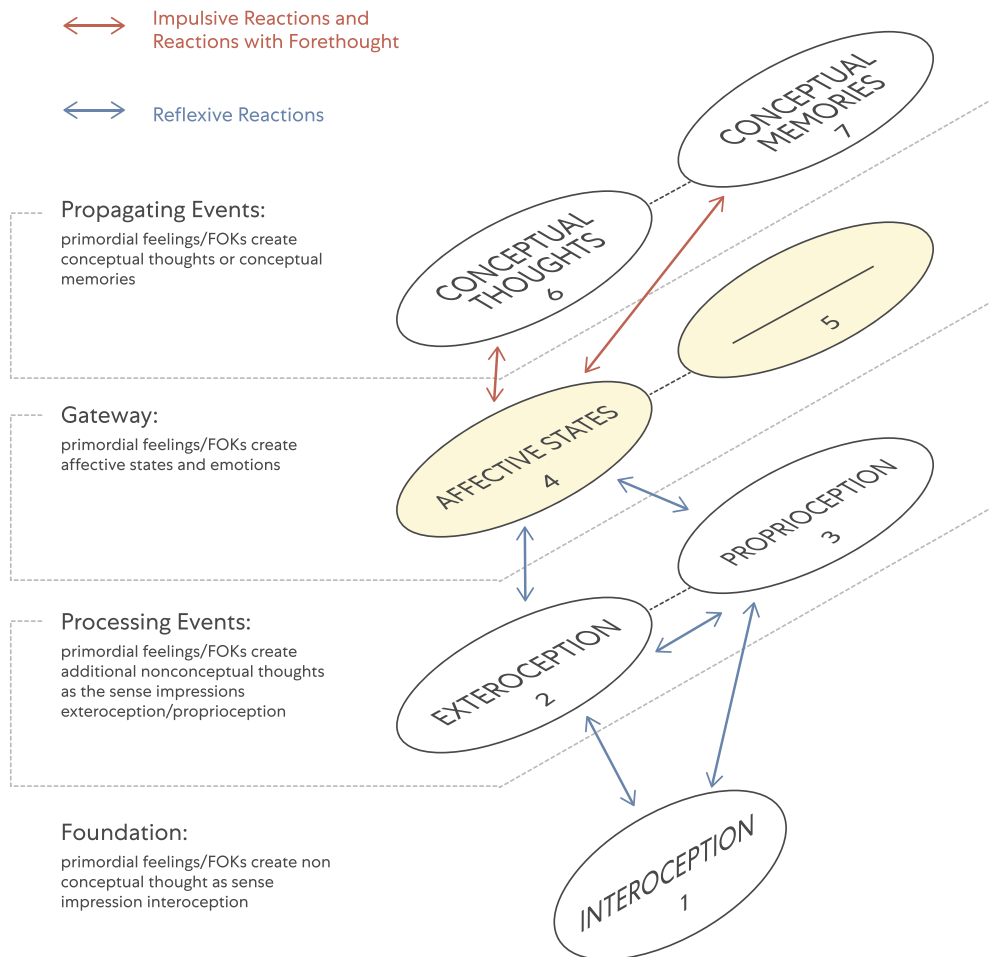 Impulsive Reactions and
Reactions with Forethought
Reflexive Reactions
CONCEPTUAL
MEMORIES
7
Propagating Events:
primordial feelings/FOKs create
conceptual thoughts or conceptual
memories
CONCEPTUAL
THOUGHTS
6
5
Gateway:
primordial feelings/FOKs create
affective states and emotions
AFFECTIVE STATES
4
PROPRIOCEPTION
3
Processing Events:
primordial feelings/FOKs create
additional nonconceptual thoughts
as the sense impressions
exteroception/proprioception
EXTEROCEPTION
2
Foundation:
primordial feelings/FOKs create non
conceptual thought as sense
impression interoception
INTEROCEPTION
1